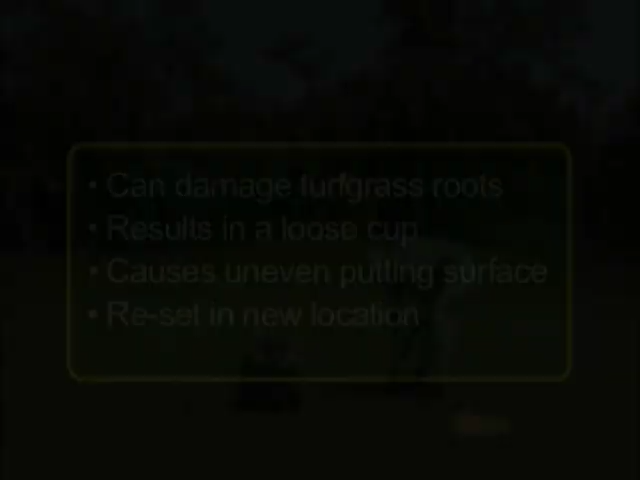 • Can damage turfgrass roots
• Results in a loose cup
• Causes uneven putting surface
• Re-set in new location